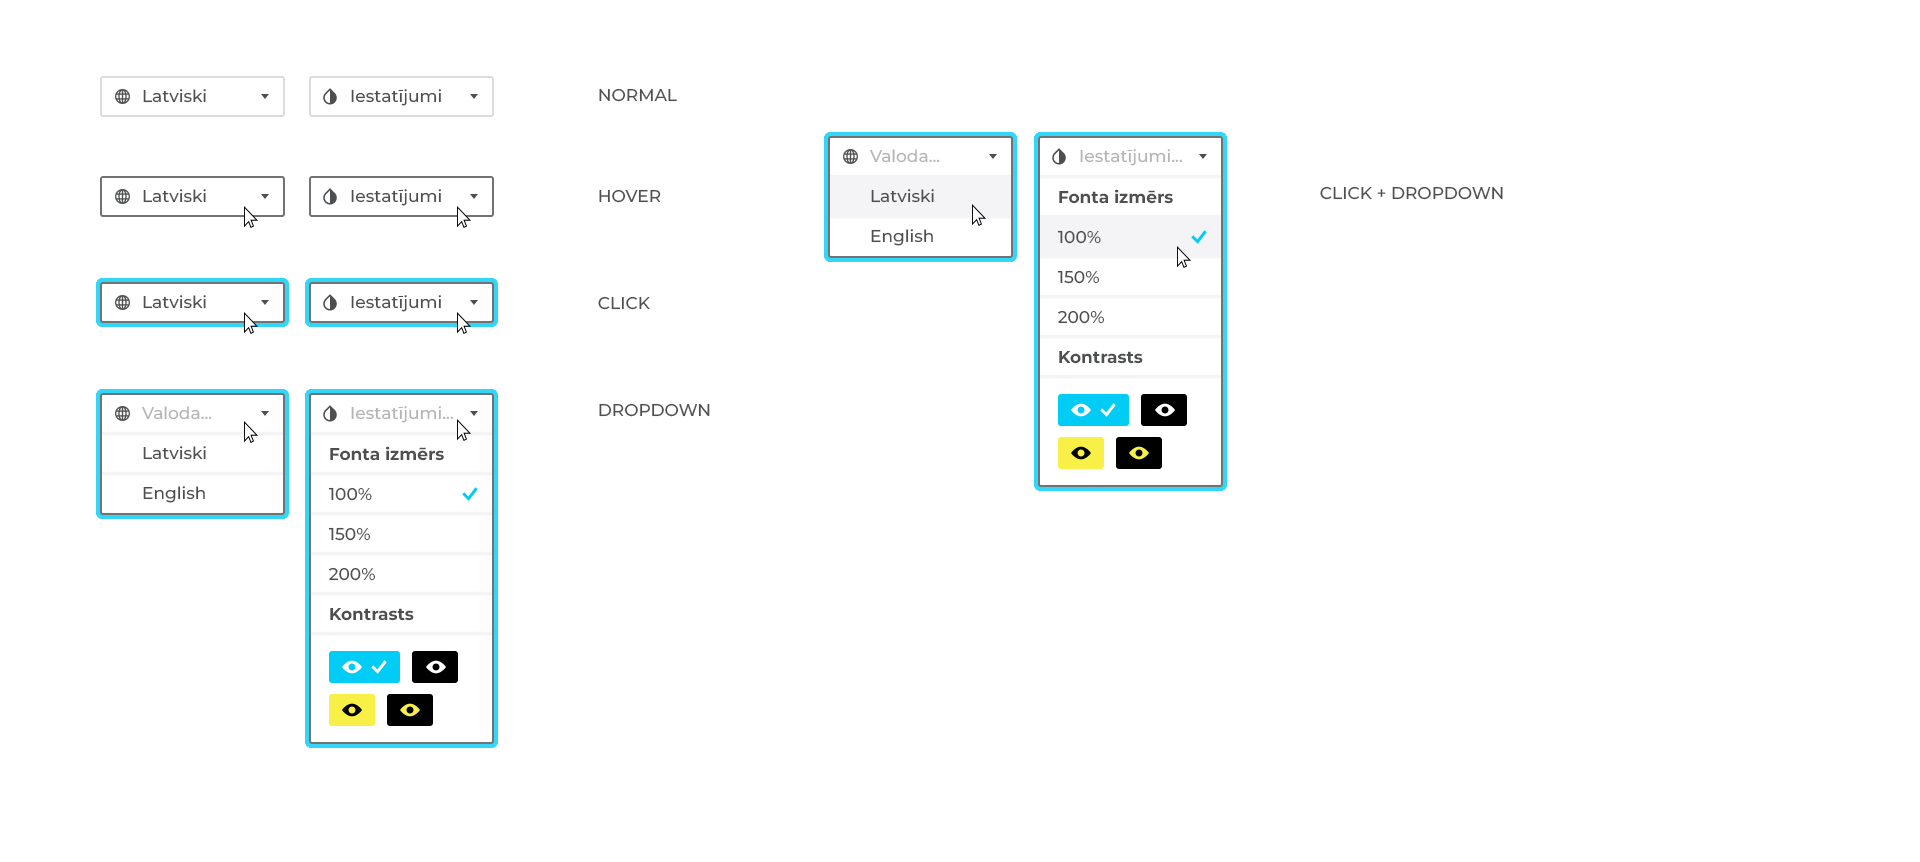 Latviski
Iestatījumi
NORMAL
Latviski
Iestatījumi
HOVER
Latviski
Iestatījumi
CLICK
Valoda...
Latviski
English
Iestatījumi...
Fonta izmērs
100%
150%
200%
Kontrasts
DROPDOWN
Valoda...
Latviski
English
Iestatījumi...
Fonta izmērs
100%
150%
200%
Kontrasts
CLICK + DROPDOWN